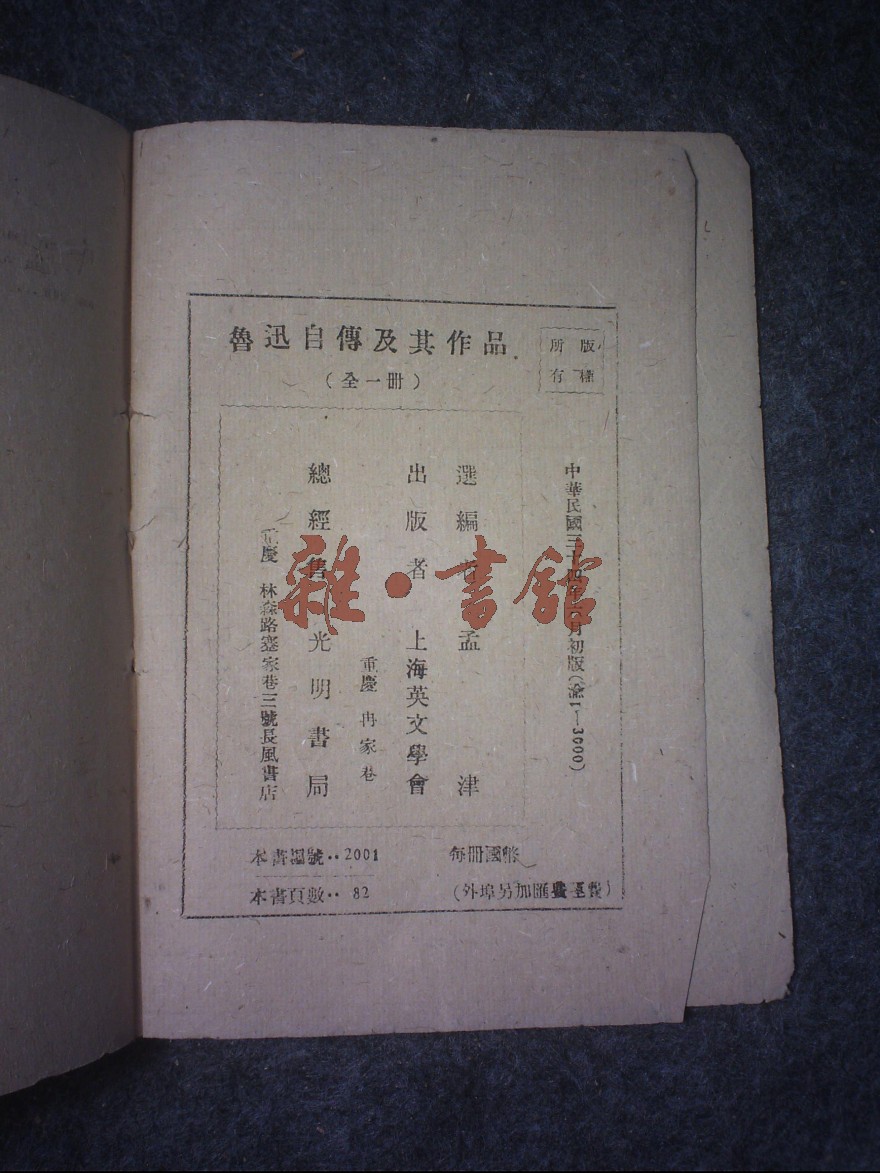 魯迅自傳及其作品
(全一冊)
版權所有
中華民國三十四年 月初版(渝1—3000)
選編者 孟津
出版者 上海英文學會
重慶 冉家巷
總經售 光明書局
重慶 林森路蹇家巷三號長風書店
本書編號··2001
本書頁數··82
每冊國幣
(外埠另加匯費 )
雜·書館